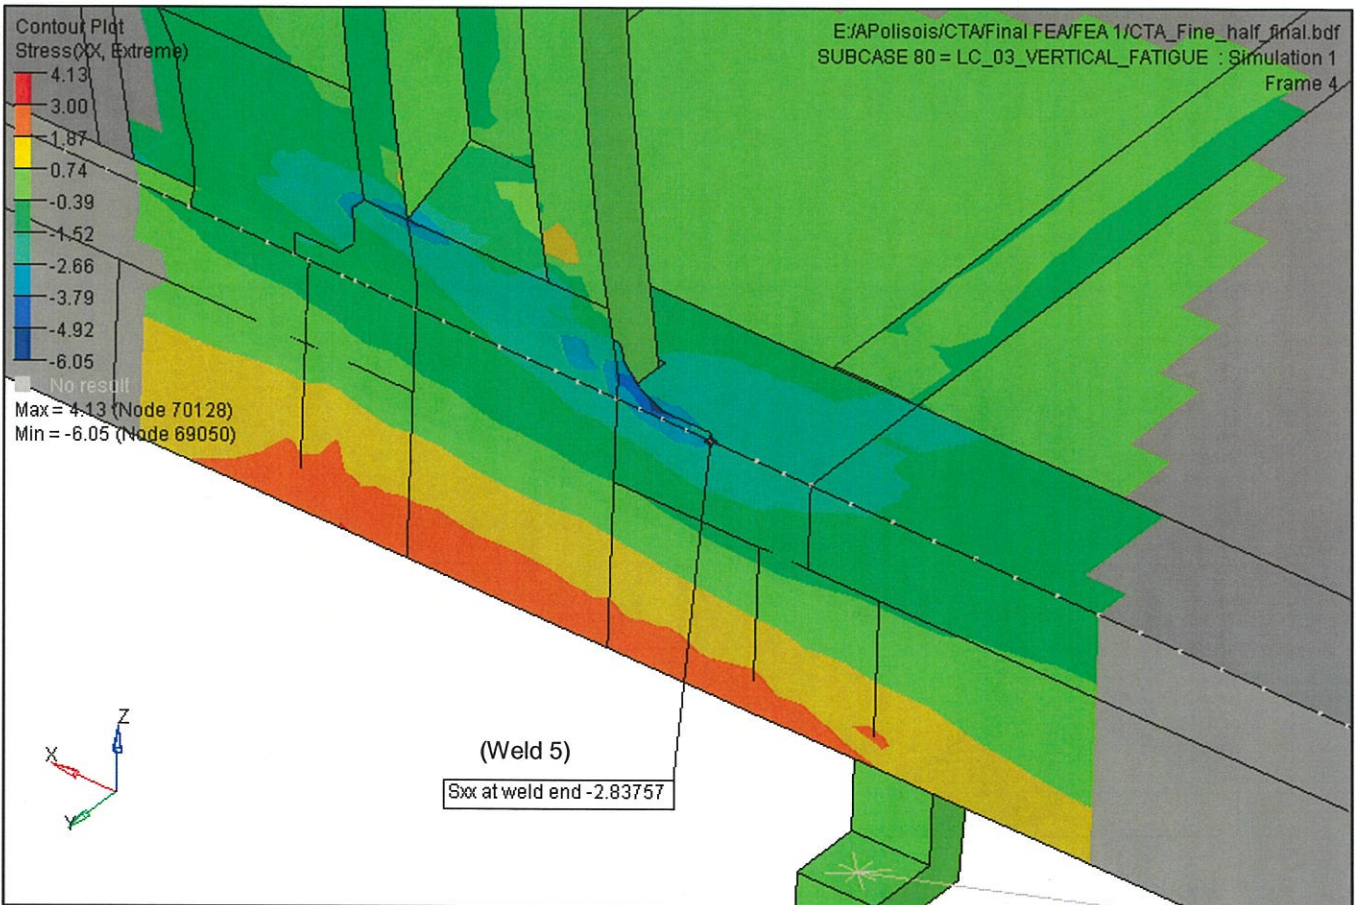 Contour Plot
Stress(XX, Extreme)
4.13
3.00
1.87
0.74
-0.39
-1.52
-2.66
-3.79
-4.92
-6.05
No result
Max = 4.13 (Node 70128)
Min = -6.05 (Node 69050)
E:/APolisois/CTA/Final FEA/FEA 1/CTA_Fine_half_final.bdf
SUBCASE 80 = LC_03_VERTICAL_FATIGUE : Simulation 1
Frame 4
Z
X
Y
(Weld 5)
Sxx at weld end -2.83757